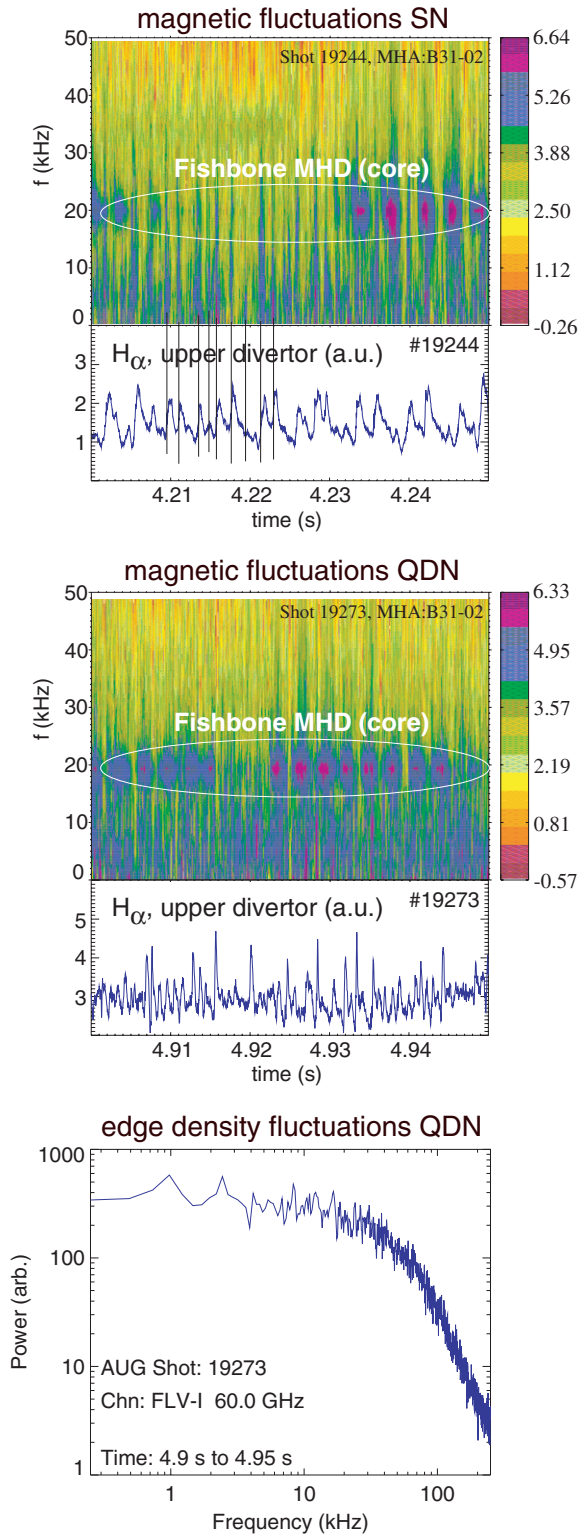 magnetic fluctuations SN
50
Shot 19244, MHA:B31-02
6.64
40
5.26
f (kHz)
30
3.88
Fishbone MHD (core)
20
2.50
10
1.12
0
-0.26
Hα, upper divertor (a.u.)
#19244
3
2
1
4.21 4.22 4.23 4.24
time (s)
magnetic fluctuations QDN
50
Shot 19273, MHA:B31-02
6.33
40
4.95
f (kHz)
30
3.57
Fishbone MHD (core)
20
2.19
10
0.81
0
-0.57
Hα, upper divertor (a.u.)
#19273
5
4
3
4.91 4.92 4.93 4.94
time (s)
edge density fluctuations QDN
1000
100
Power (arb.)
10
AUG Shot: 19273
Chn: FLV-I 60.0 GHz
Time: 4.9 s to 4.95 s
1
1 10 100
Frequency (kHz)